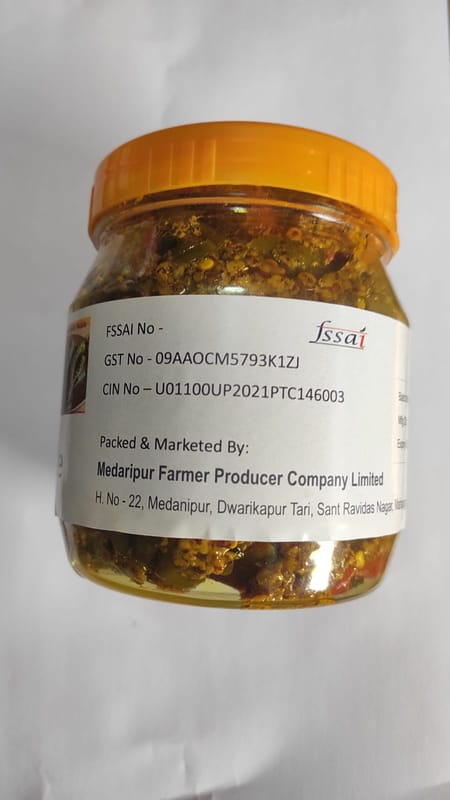 FSSAI No -
fssai
GST No - 09AAOCM5793K1ZJ
CIN No – U01100UP2021PTC146003
Packed & Marketed By:
Medaripur Farmer Producer Company Limited
H. No - 22, Medanipur, Dwarikapur Tari, Sant Ravidas Nagar,